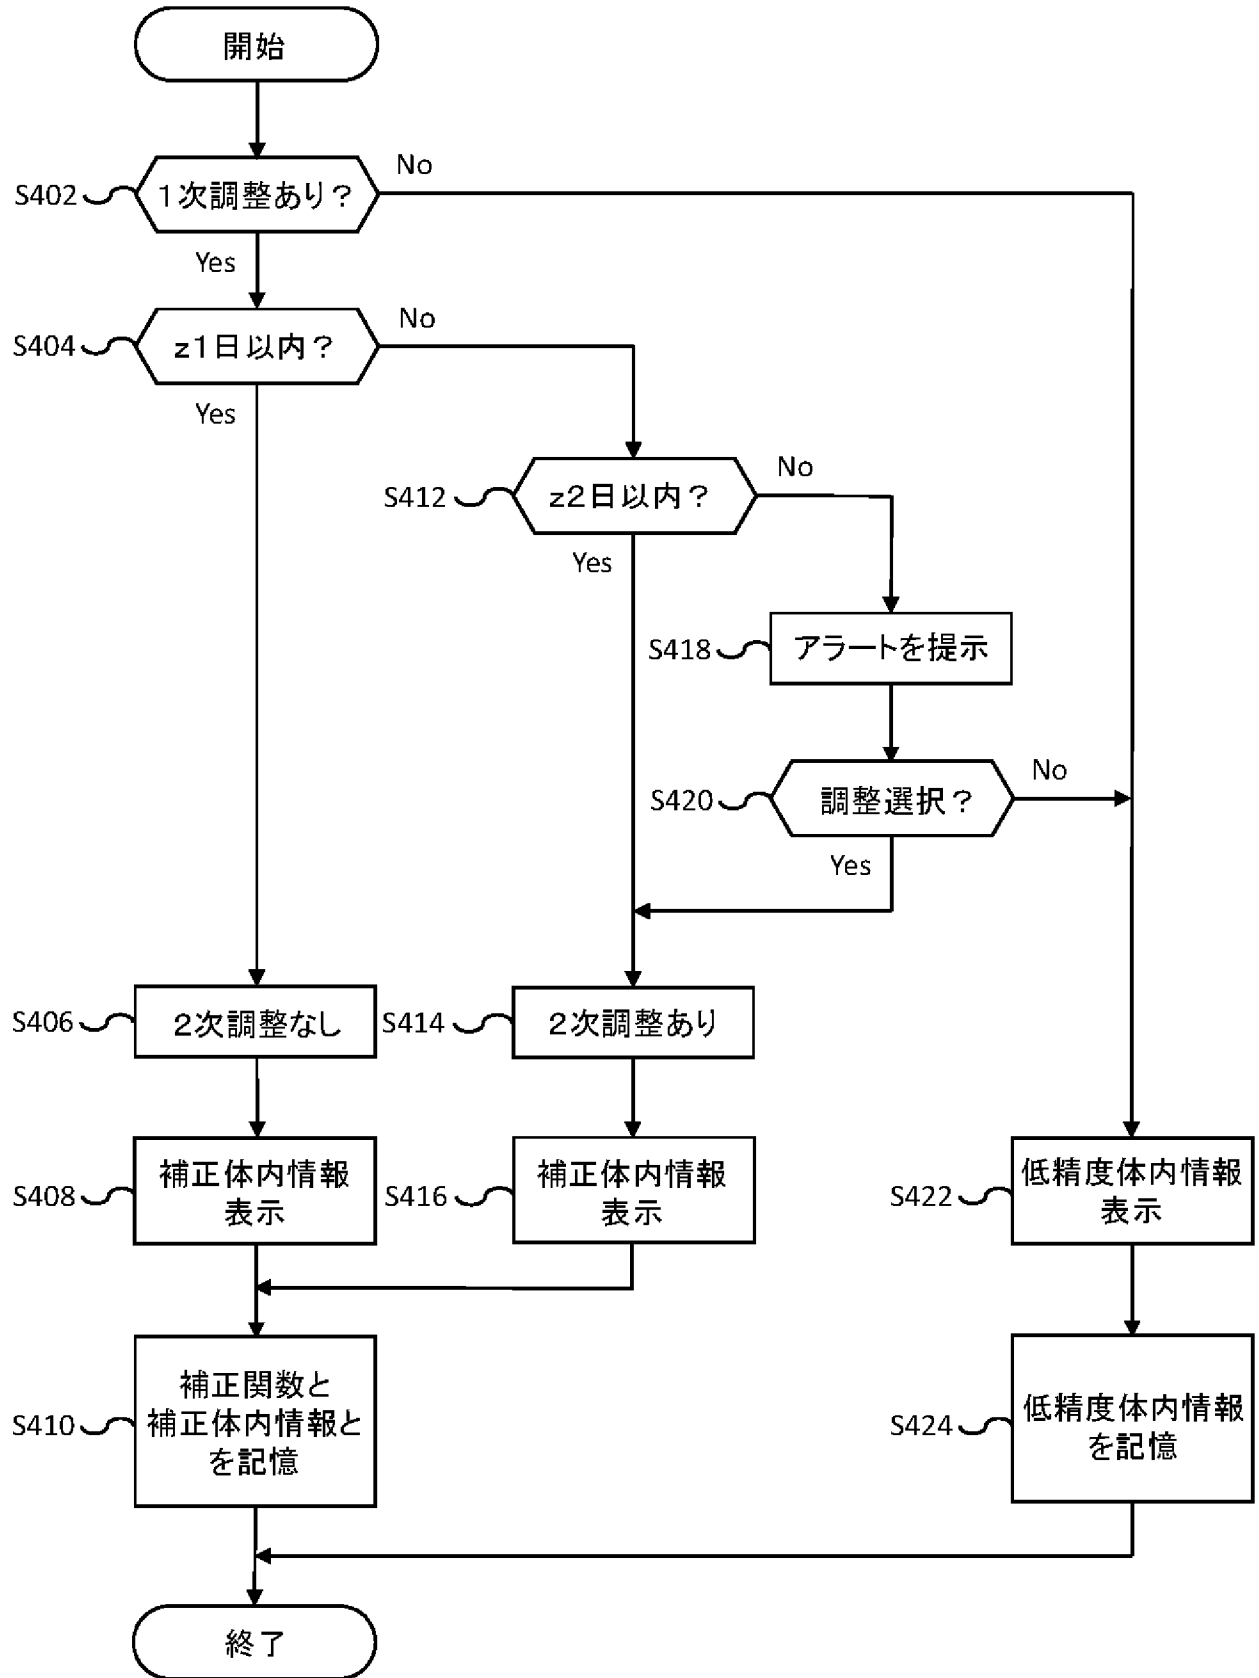 開始
No
S402
1次調整あり?
Yes
No
S404
z1日以内?
Yes
No
S412
z2日以内?
Yes
S418
アラートを提示
No
S420
調整選択?
Yes
S406
2次調整なし
S414
2次調整あり
S408
補正体内情報
表示
S416
補正体内情報
表示
S422
低精度体内情報
表示
S410
補正関数と
補正体内情報と
を記憶
S424
低精度体内情報
を記憶
終了